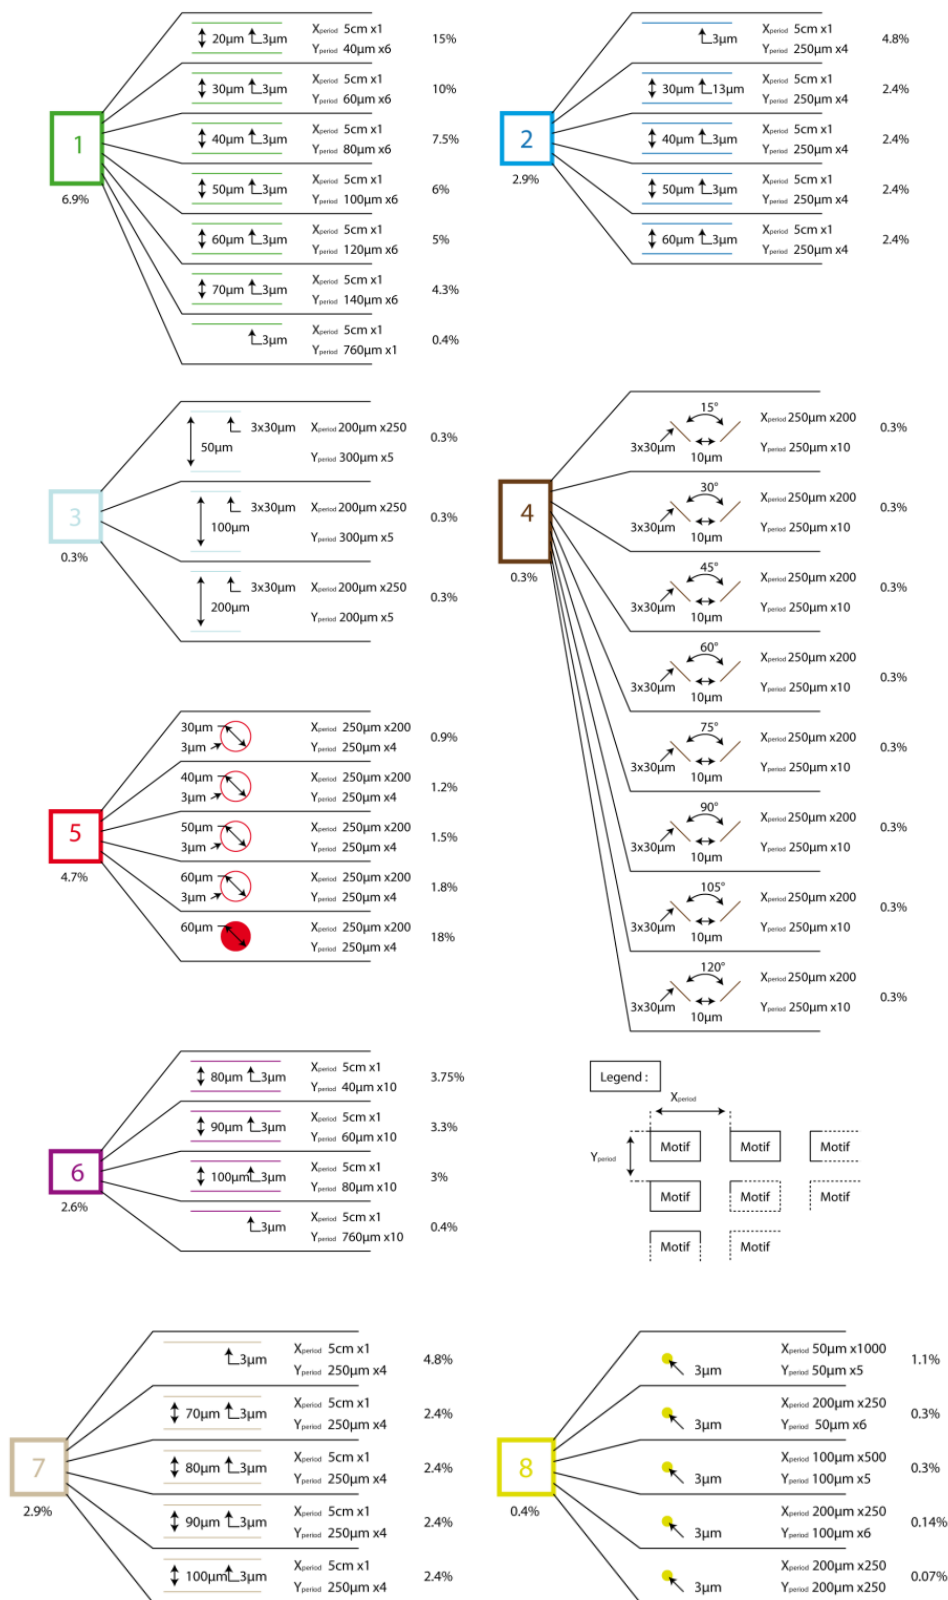 1
6.9%
20µm 3µm Xperiod 5cm x1 15%
Yperiod 40µm x6
30µm 3µm Xperiod 5cm x1 10%
Yperiod 60µm x6
40µm 3µm Xperiod 5cm x1 7.5%
Yperiod 80µm x6
50µm 3µm Xperiod 5cm x1 6%
Yperiod 100µm x6
60µm 3µm Xperiod 5cm x1 5%
Yperiod 120µm x6
70µm 3µm Xperiod 5cm x1 4.3%
Yperiod 140µm x6
3µm Xperiod 5cm x1 0.4%
Yperiod 760µm x1
2
2.9%
3µm Xperiod 5cm x1 4.8%
Yperiod 250µm x4
30µm 13µm Xperiod 5cm x1 2.4%
Yperiod 250µm x4
40µm 3µm Xperiod 5cm x1 2.4%
Yperiod 250µm x4
50µm 3µm Xperiod 5cm x1 2.4%
Yperiod 250µm x4
60µm 3µm Xperiod 5cm x1 2.4%
Yperiod 250µm x4
3
0.3%
50µm 3x30µm Xperiod 200µm x250 0.3%
Yperiod 300µm x5
100µm 3x30µm Xperiod 200µm x250 0.3%
Yperiod 300µm x5
200µm 3x30µm Xperiod 200µm x250 0.3%
Yperiod 200µm x5
4
0.3%
15° Xperiod 250µm x200 0.3%
3x30µm 10µm Yperiod 250µm x10
30° Xperiod 250µm x200 0.3%
3x30µm 10µm Yperiod 250µm x10
45° Xperiod 250µm x200 0.3%
3x30µm 10µm Yperiod 250µm x10
60° Xperiod 250µm x200 0.3%
3x30µm 10µm Yperiod 250µm x10
75° Xperiod 250µm x200 0.3%
3x30µm 10µm Yperiod 250µm x10
90° Xperiod 250µm x200 0.3%
3x30µm 10µm Yperiod 250µm x10
105° Xperiod 250µm x200 0.3%
3x30µm 10µm Yperiod 250µm x10
120° Xperiod 250µm x200 0.3%
3x30µm 10µm Yperiod 250µm x10
5
4.7%
30µm Xperiod 250µm x200 0.9%
3µm Yperiod 250µm x4
40µm Xperiod 250µm x200 1.2%
3µm Yperiod 250µm x4
50µm Xperiod 250µm x200 1.5%
3µm Yperiod 250µm x4
60µm Xperiod 250µm x200 1.8%
3µm Yperiod 250µm x4
60µm Xperiod 250µm x200 18%
Yperiod 250µm x4
6
2.6%
80µm 3µm Xperiod 5cm x1 3.75%
Yperiod 40µm x10
90µm 3µm Xperiod 5cm x1 3.3%
Yperiod 60µm x10
100µm 3µm Xperiod 5cm x1 3%
Yperiod 80µm x10
3µm Xperiod 5cm x1 0.4%
Yperiod 760µm x10
Legend :
Xperiod
Yperiod
Motif Motif Motif
Motif Motif Motif
Motif Motif
7
2.9%
3µm Xperiod 5cm x1 4.8%
Yperiod 250µm x4
70µm 3µm Xperiod 5cm x1 2.4%
Yperiod 250µm x4
80µm 3µm Xperiod 5cm x1 2.4%
Yperiod 250µm x4
90µm 3µm Xperiod 5cm x1 2.4%
Yperiod 250µm x4
100µm 3µm Xperiod 5cm x1 2.4%
Yperiod 250µm x4
8
0.4%
3µm Xperiod 50µm x1000 1.1%
Yperiod 50µm x5
3µm Xperiod 200µm x250 0.3%
Yperiod 50µm x6
3µm Xperiod 100µm x500 0.3%
Yperiod 100µm x5
3µm Xperiod 200µm x250 0.14%
Yperiod 100µm x6
3µm Xperiod 200µm x250 0.07%
Yperiod 200µm x250